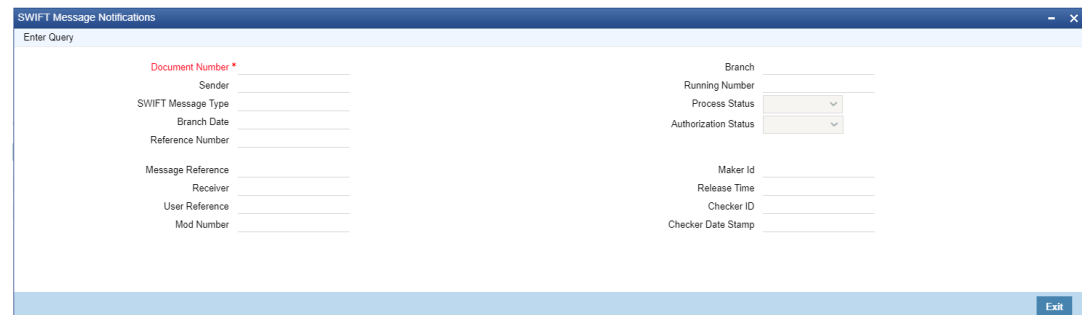 SWIFT Message Notifications
Enter Query
Document Number *
Sender
SWIFT Message Type
Branch Date
Reference Number
Branch
Running Number
Process Status
Authorization Status
Message Reference
Receiver
User Reference
Mod Number
Maker Id
Release Time
Checker ID
Checker Date Stamp
Exit